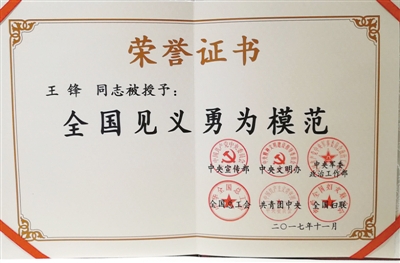 荣誉证书
王 锋 同志被授予：
全国见义勇为模范
中央宣传部 中央文明办 中央军委政治工作部
全国总工会 共青团中央 全国妇联
二〇一七年十一月